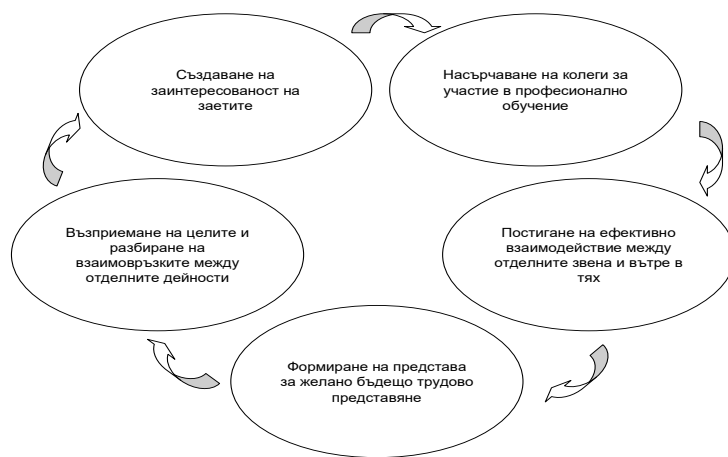 Създаване на
заинтересованост на
заетите
Насърчаване на колеги за
участие в професионално
обучение
Възприемане на целите и
разбиране на
взаимовръзките между
отделните дейности
Постигане на ефективно
взаимодействие между
отделните звена и вътре в
тях
Формиране на представа
за желано бъдещо трудово
представяне